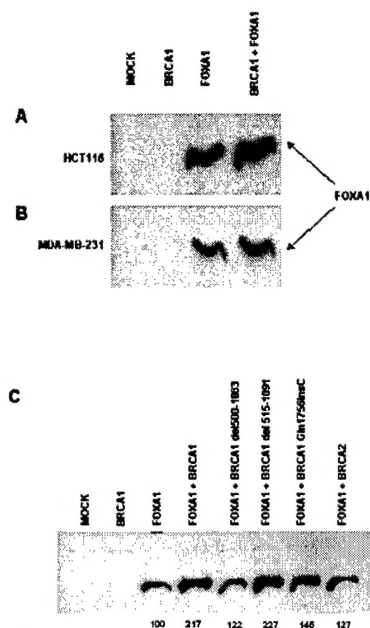 MOCK
BRCA1
FOXA1
BRCA1 + FOXA1
A
HCT116
FOXA1
B
MDA-MB-231
C
MOCK
BRCA1
FOXA1
FOXA1 + BRCA1
FOXA1 + BRCA1 del500-1863
FOXA1 + BRCA1 del 515-1091
FOXA1 + BRCA1 Gln1756insC
FOXA1 + BRCA2
100 217 122 227 146 127